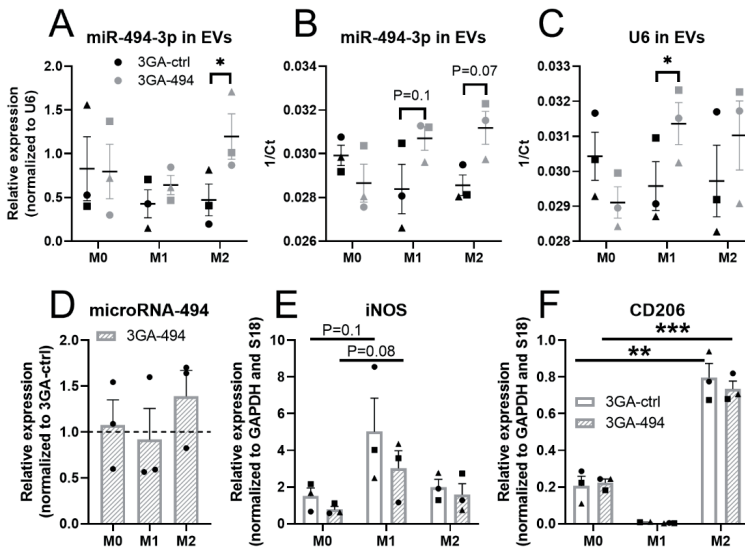 A
miR-494-3p in EVs
Relative expression
(normalized to U6)
2.0
1.5
1.0
0.5
0.0
3GA-ctrl
3GA-494
*
M0 M1 M2
B
miR-494-3p in EVs
1/Ct
0.034
0.032
0.030
0.028
0.026
P=0.1
P=0.07
M0 M1 M2
C
U6 in EVs
1/Ct
0.033
0.032
0.031
0.030
0.029
0.028
*
M0 M1 M2
D
microRNA-494
Relative expression
(normalized to 3GA-ctrl)
2.0
1.5
1.0
0.5
0.0
3GA-494
M0 M1 M2
E
iNOS
Relative expression
(normalized to GAPDH and S18)
10
8
6
4
2
0
P=0.1
P=0.08
M0 M1 M2
F
CD206
Relative expression
(normalized to GAPDH and S18)
1.0
0.8
0.6
0.4
0.2
0.0
***
**
3GA-ctrl
3GA-494
M0 M1 M2